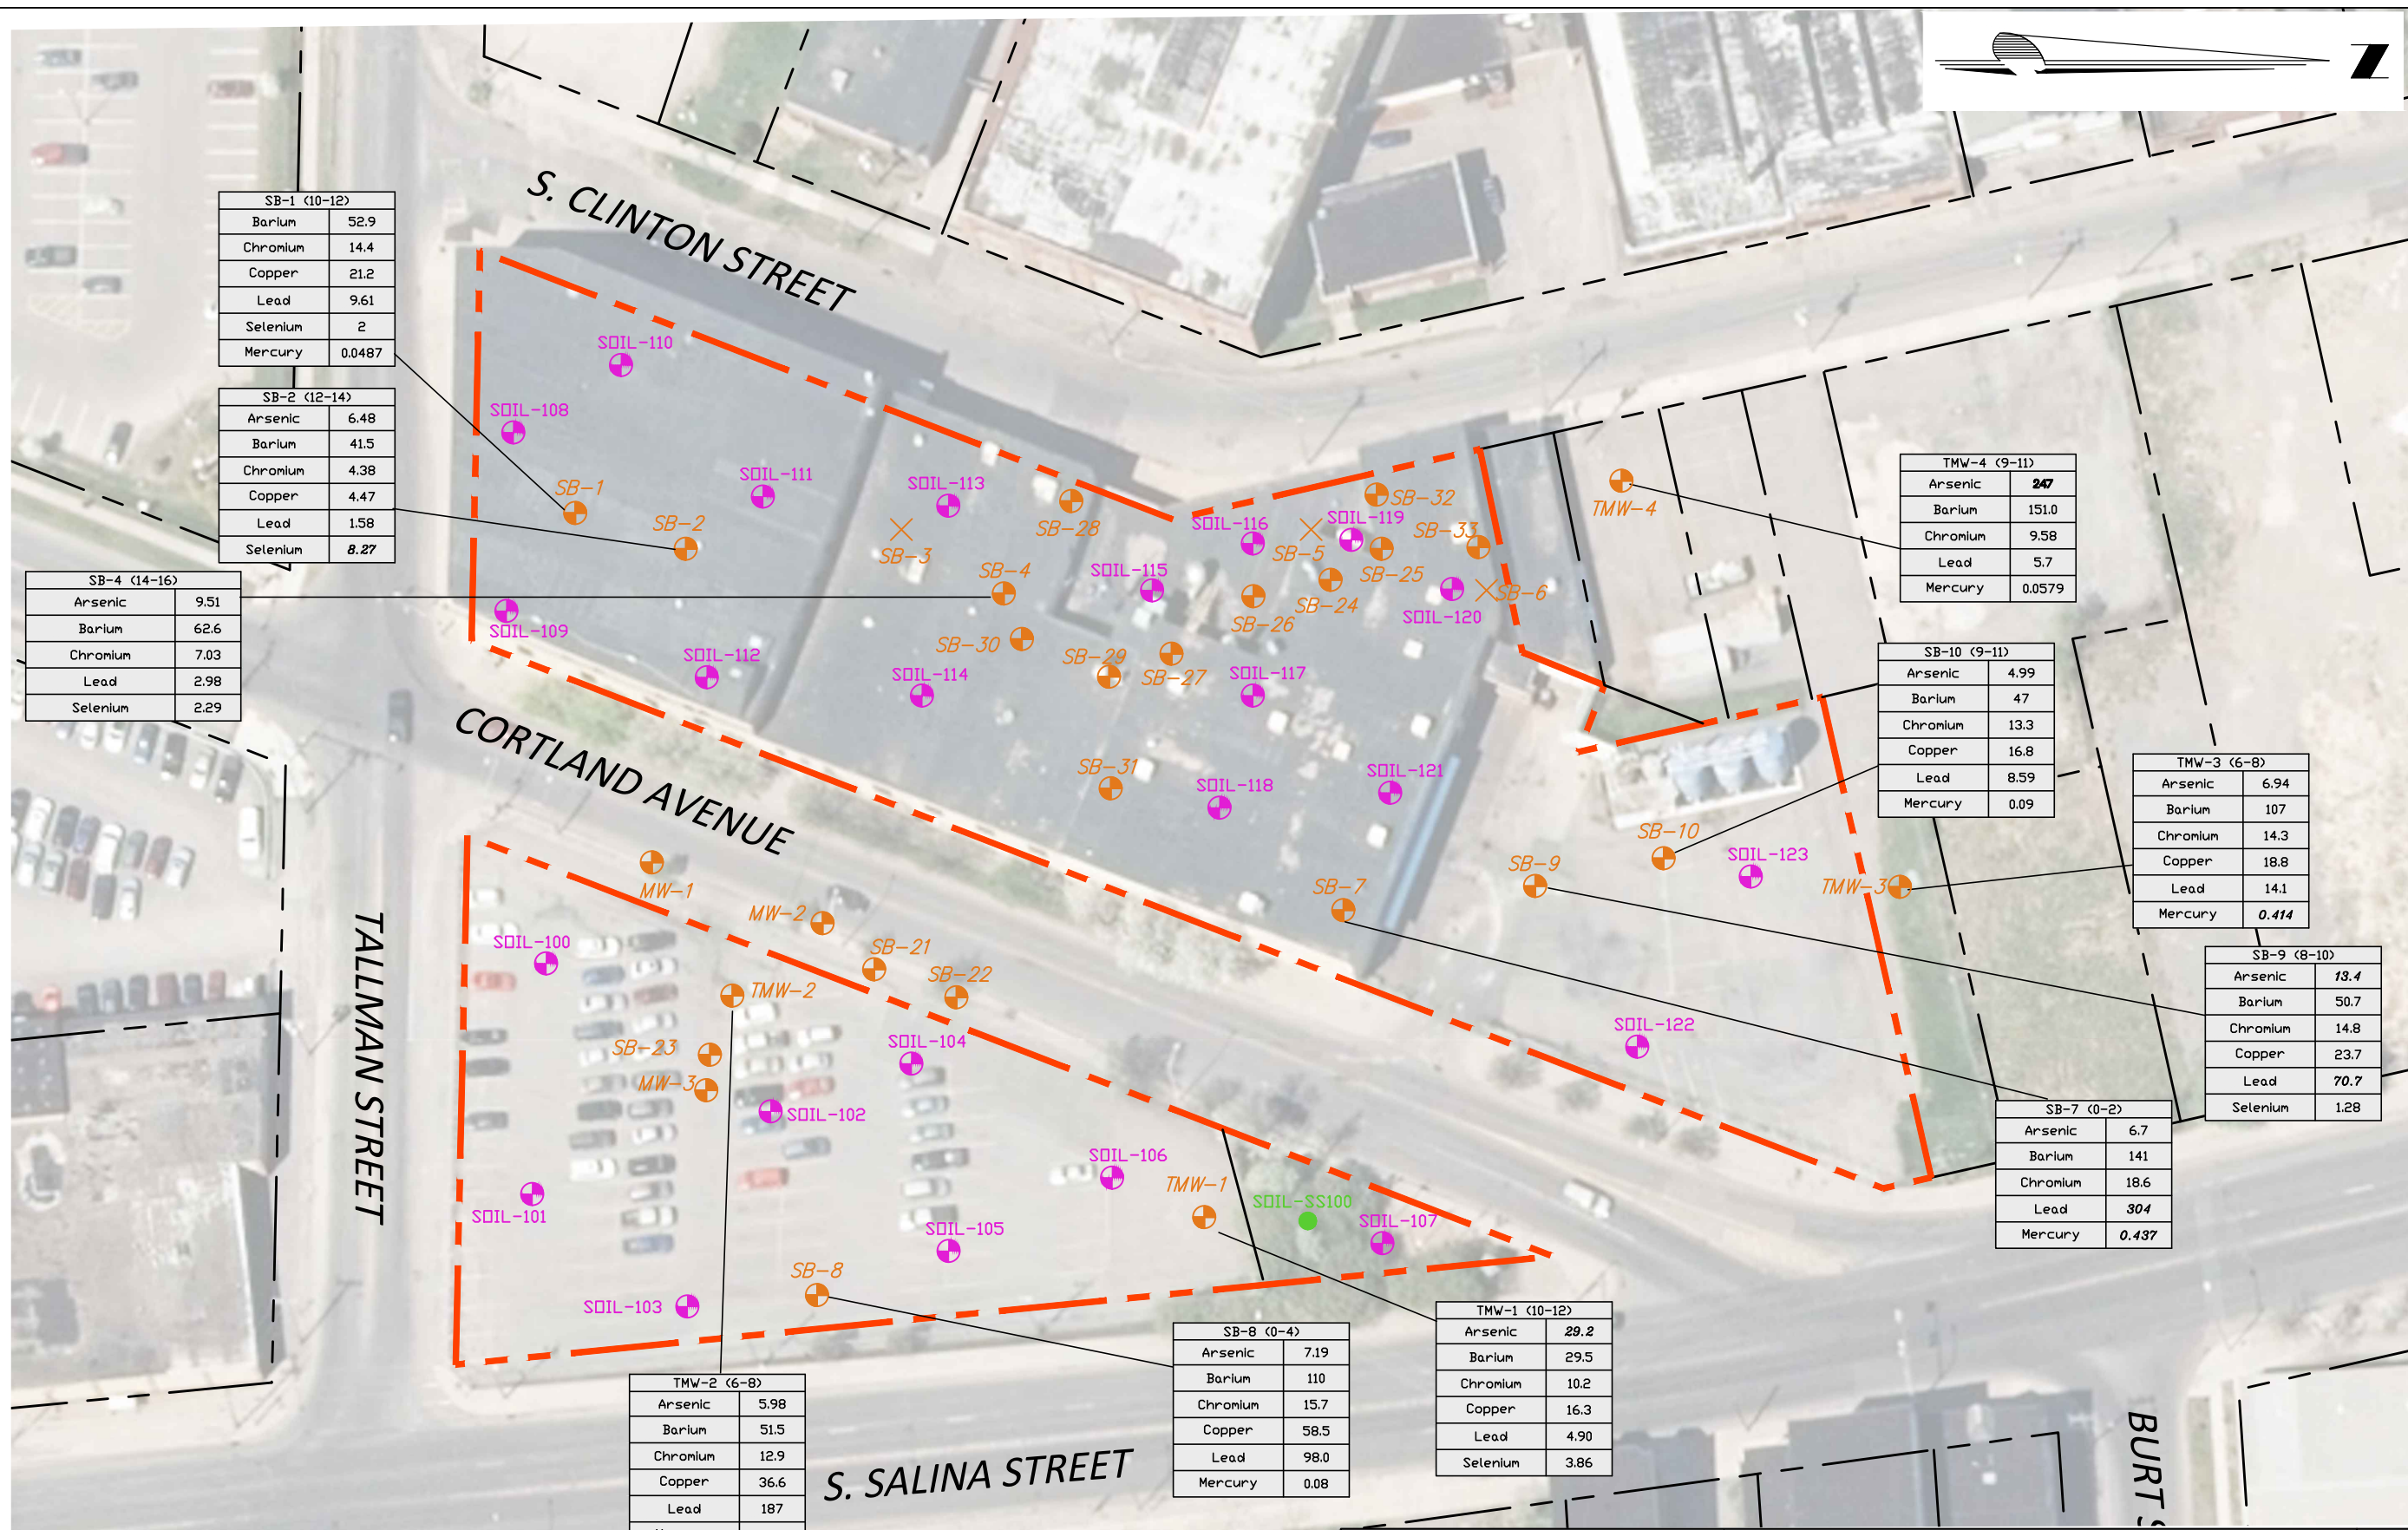 Z
S. CLINTON STREET
SB-1 (10-12)
Barium 52.9
Chromium 14.4
Copper 21.2
Lead 9.61
Selenium 2
Mercury 0.0487
SB-2 (12-14)
Arsenic 6.48
Barium 41.5
Chromium 4.38
Copper 4.47
Lead 1.58
Selenium 8.27
SB-4 (14-16)
Arsenic 9.51
Barium 62.6
Chromium 7.03
Lead 2.98
Selenium 2.29
SOIL-110
SOIL-108
SOIL-111
SB-1
SB-2
SOIL-109
SOIL-112
SOIL-113
SB-3
SB-28
SB-4
SB-30
SOIL-114
SB-29
SB-27
SOIL-115
SOIL-116
SB-5
SOIL-119
SB-32
SB-33
SB-25
SB-24
SB-26
SOIL-120
SB-6
SOIL-117
SB-31
SOIL-118
SOIL-121
TMW-4
TMW-4 (9-11)
Arsenic 247
Barium 151.0
Chromium 9.58
Lead 5.7
Mercury 0.0579
SB-10 (9-11)
Arsenic 4.99
Barium 47
Chromium 13.3
Copper 16.8
Lead 8.59
Mercury 0.09
TMW-3 (6-8)
Arsenic 6.94
Barium 107
Chromium 14.3
Copper 18.8
Lead 14.1
Mercury 0.414
SB-9 (8-10)
Arsenic 13.4
Barium 50.7
Chromium 14.8
Copper 23.7
Lead 70.7
Selenium 1.28
SB-7 (0-2)
Arsenic 6.7
Barium 141
Chromium 18.6
Lead 304
Mercury 0.437
SB-10
SOIL-123
SB-9
TMW-3
SB-7
SOIL-122
CORTLAND AVENUE
TALLMAN STREET
MW-1
MW-2
SOIL-100
SB-21
SB-22
TMW-2
SB-23
MW-3
SOIL-104
SOIL-102
SOIL-106
SOIL-101
TMW-1
SOIL-SS100
SOIL-107
SOIL-105
SB-8
SOIL-103
TMW-2 (6-8)
Arsenic 5.98
Barium 51.5
Chromium 12.9
Copper 36.6
Lead 187
SB-8 (0-4)
Arsenic 7.19
Barium 110
Chromium 15.7
Copper 58.5
Lead 98.0
Mercury 0.08
TMW-1 (10-12)
Arsenic 29.2
Barium 29.5
Chromium 10.2
Copper 16.3
Lead 4.90
Selenium 3.86
S. SALINA STREET
BURT